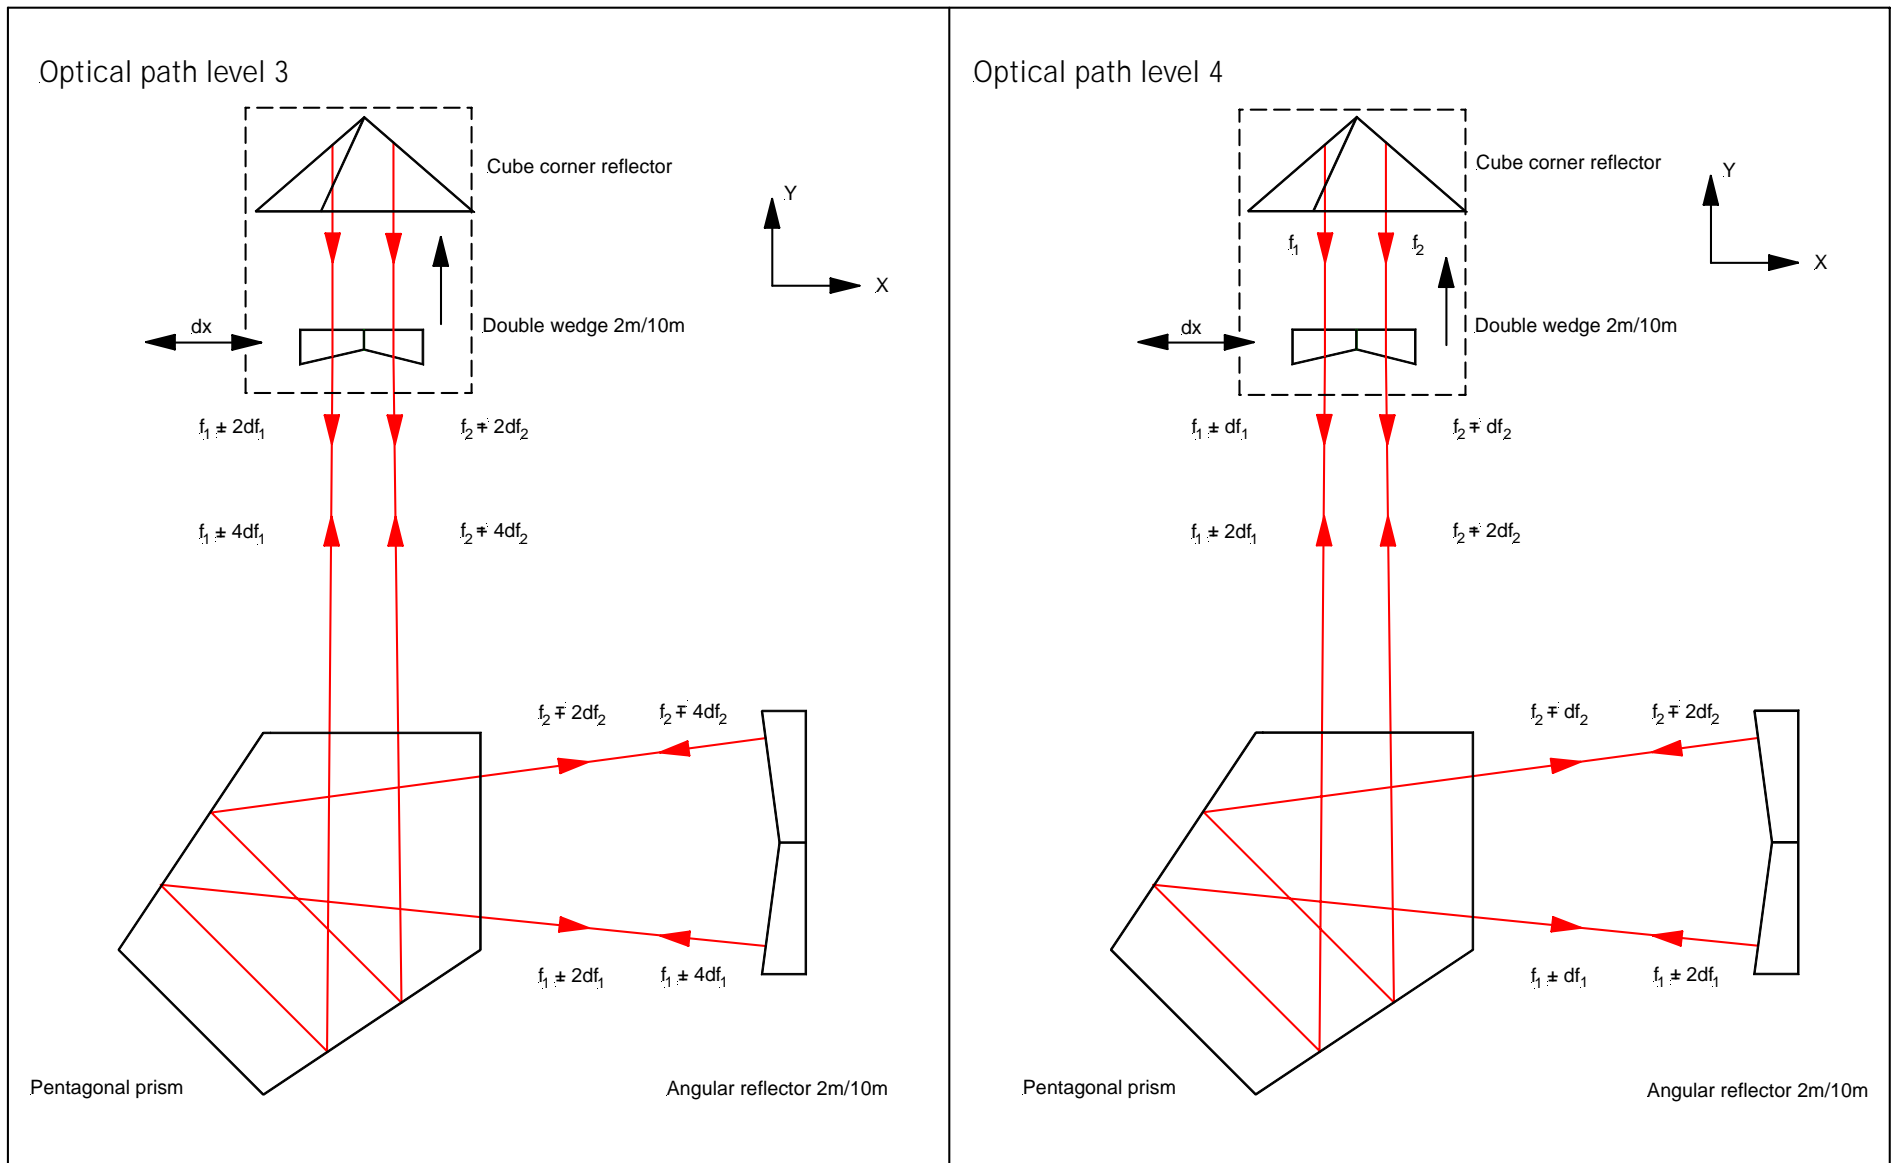 Optical path level 3
Cube corner reflector
Y
X
dx
Double wedge 2m/10m
f₁ ± 2df₁
f₂ ∓ 2df₂
f₁ ± 4df₁
f₂ ∓ 4df₂
f₂ ∓ 2df₂
f₂ ∓ 4df₂
f₁ ± 2df₁
f₁ ± 4df₁
Pentagonal prism
Angular reflector 2m/10m
Optical path level 4
Cube corner reflector
Y
X
f₁
f₂
dx
Double wedge 2m/10m
f₁ ± df₁
f₂ ∓ df₂
f₁ ± 2df₁
f₂ ∓ 2df₂
f₂ ∓ df₂
f₂ ∓ 2df₂
f₁ ± df₁
f₁ ± 2df₁
Pentagonal prism
Angular reflector 2m/10m